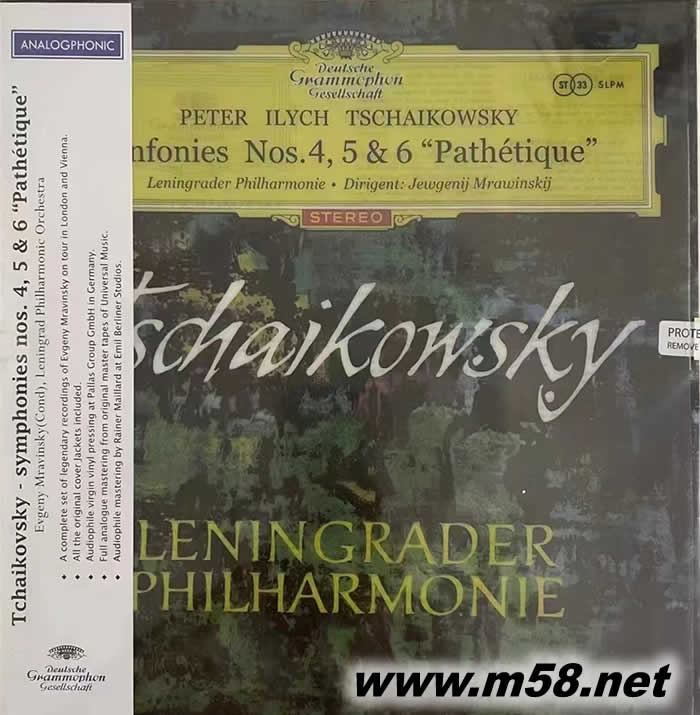 ANALOGPHONIC
Tchaikovsky - symphonies nos. 4, 5 & 6 "Pathétique"
Evgeny Mravinsky(Cond), Leningrad Philharmonic Orchestra
• A complete set of legendary recordings of Evgeny Mravinsky on tour in London and Vienna.
• All the original cover Jackets included.
• Audiophile virgin vinyl pressing at Pallas Group GmbH in Germany.
• Full analogue mastering from original master tapes of Universal Music.
• Audiophile mastering by Rainer Maillard at Emil Berliner Studios.
Deutsche
Grammophon
Gesellschaft
Deutsche
Grammophon
Gesellschaft
ST 33 SLPM
PETER ILYCH TSCHAIKOWSKY
nfonies Nos. 4, 5 & 6 "Pathétique"
Leningrader Philharmonie • Dirigent: Jewgenij Mrawinskij
STEREO
Tschaikowsky
PROTE
REMOVE
LENINGRADER
PHILHARMONIE
www.m58.net